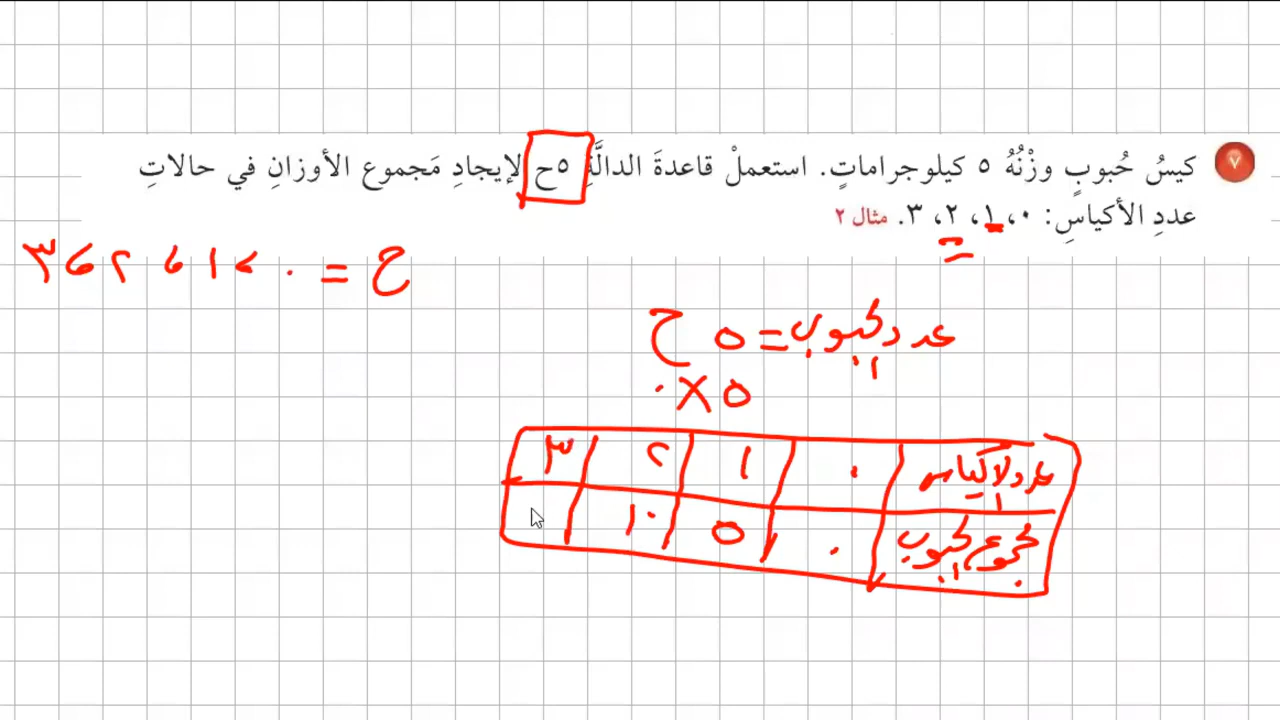 ٧ كيسُ حُبوبٍ وزْنُهُ ٥ كيلوجراماتٍ. استعملْ قاعدةَ الدالَّةِ ٥ح لإيجادِ مَجموع الأوزانِ في حالاتِ
عددِ الأكياسِ: ٠، ١، ٢، ٣. مثال ٢
ح = ٠ ، ١ ، ٢ ، ٣
عدد الحبوب = ٥ ح
٥ × ٠
عدد الأكياس ٠ ١ ٢ ٣
مجموع الحبوب ٠ ٥ ١٠